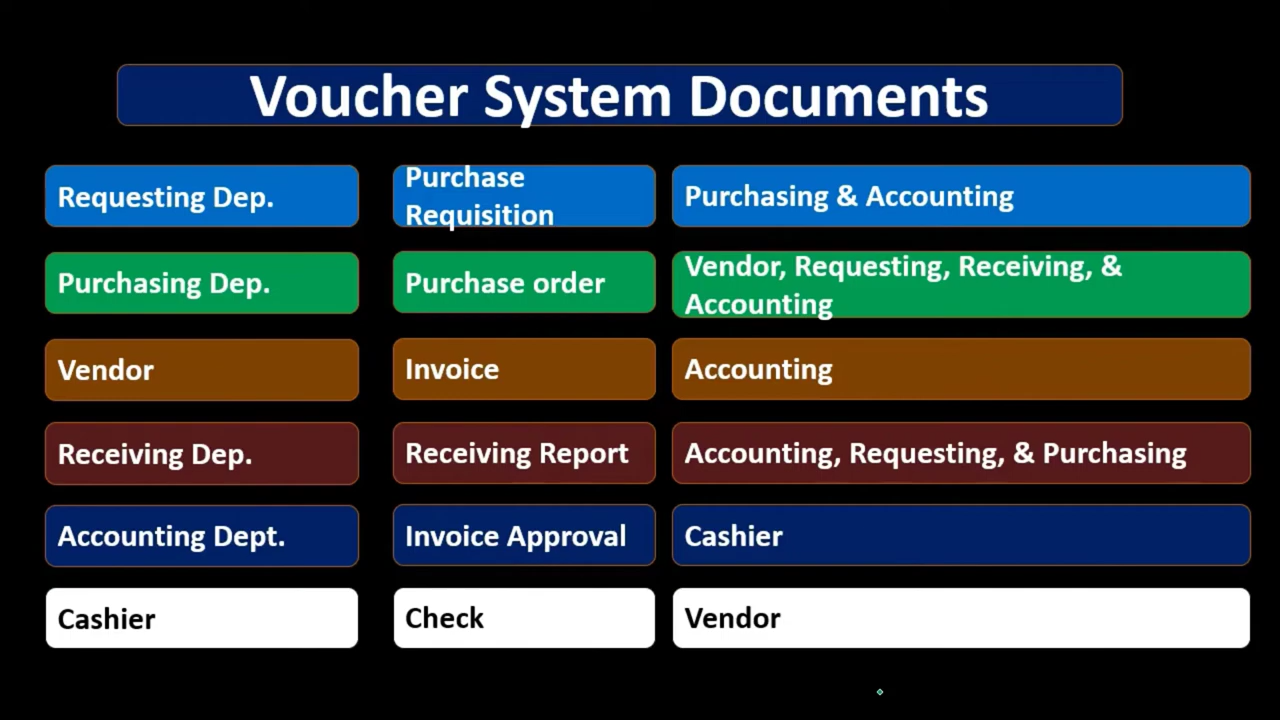 Voucher System Documents
Requesting Dep.
Purchase
Requisition
Purchasing & Accounting
Purchasing Dep.
Purchase order
Vendor, Requesting, Receiving, &
Accounting
Vendor
Invoice
Accounting
Receiving Dep.
Receiving Report
Accounting, Requesting, & Purchasing
Accounting Dept.
Invoice Approval
Cashier
Cashier
Check
Vendor